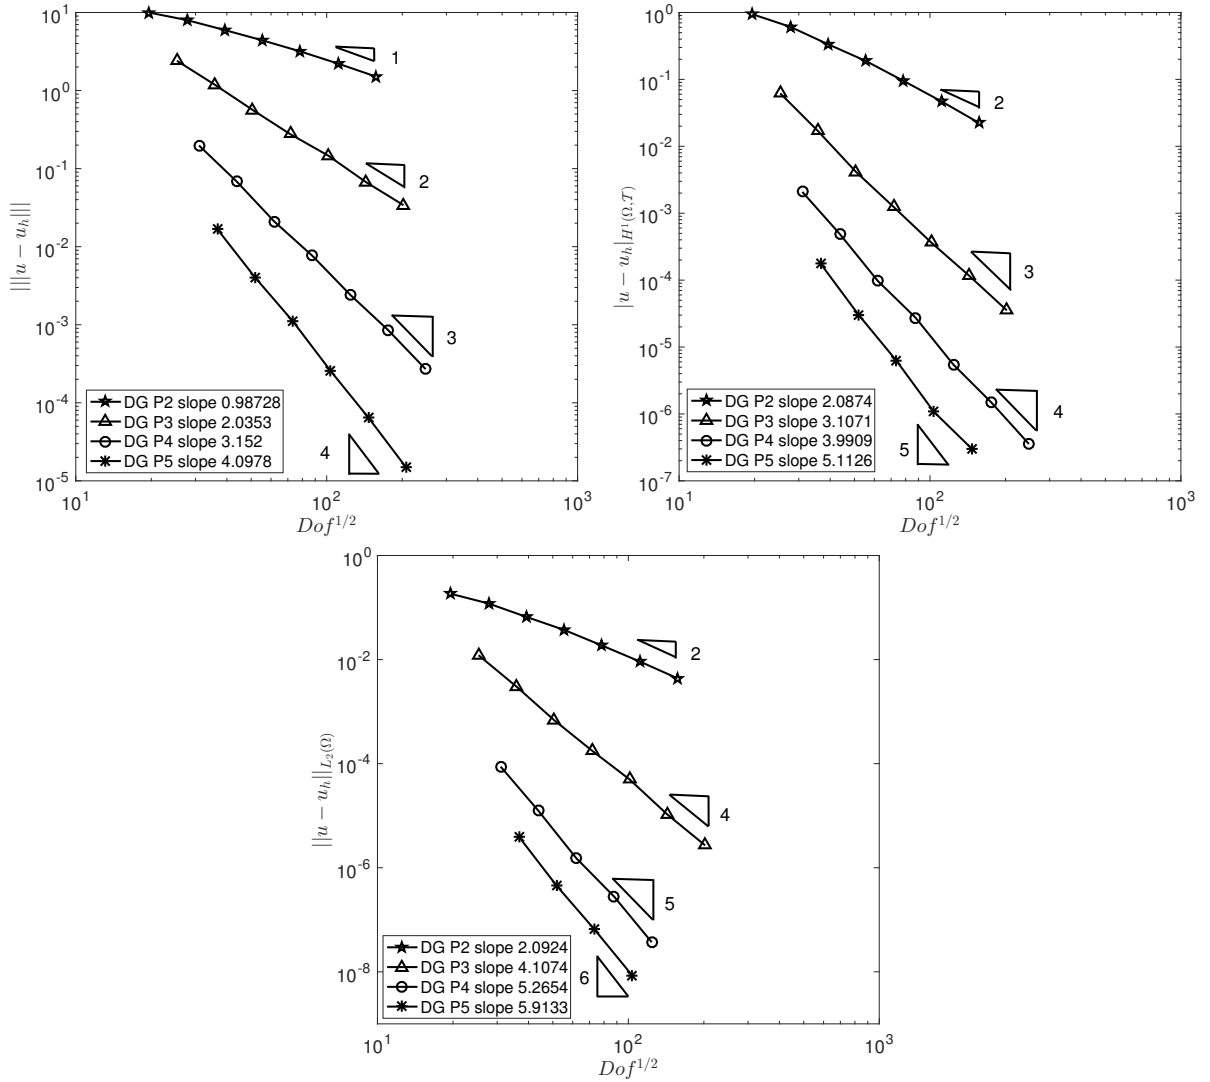 10^1
10^0
10^-1
10^-2
10^-3
10^-4
10^-5
|||u − u_h|||
1
2
3
4
DG P2 slope 0.98728
DG P3 slope 2.0353
DG P4 slope 3.152
DG P5 slope 4.0978
10^1
10^2
10^3
Dof^1/2
10^0
10^-1
10^-2
10^-3
10^-4
10^-5
10^-6
10^-7
|u − u_h|_H^1(Ω,T)
2
3
4
5
DG P2 slope 2.0874
DG P3 slope 3.1071
DG P4 slope 3.9909
DG P5 slope 5.1126
10^1
10^2
10^3
Dof^1/2
10^0
10^-2
10^-4
10^-6
10^-8
||u − u_h||_L_2(Ω)
2
4
5
6
DG P2 slope 2.0924
DG P3 slope 4.1074
DG P4 slope 5.2654
DG P5 slope 5.9133
10^1
10^2
10^3
Dof^1/2